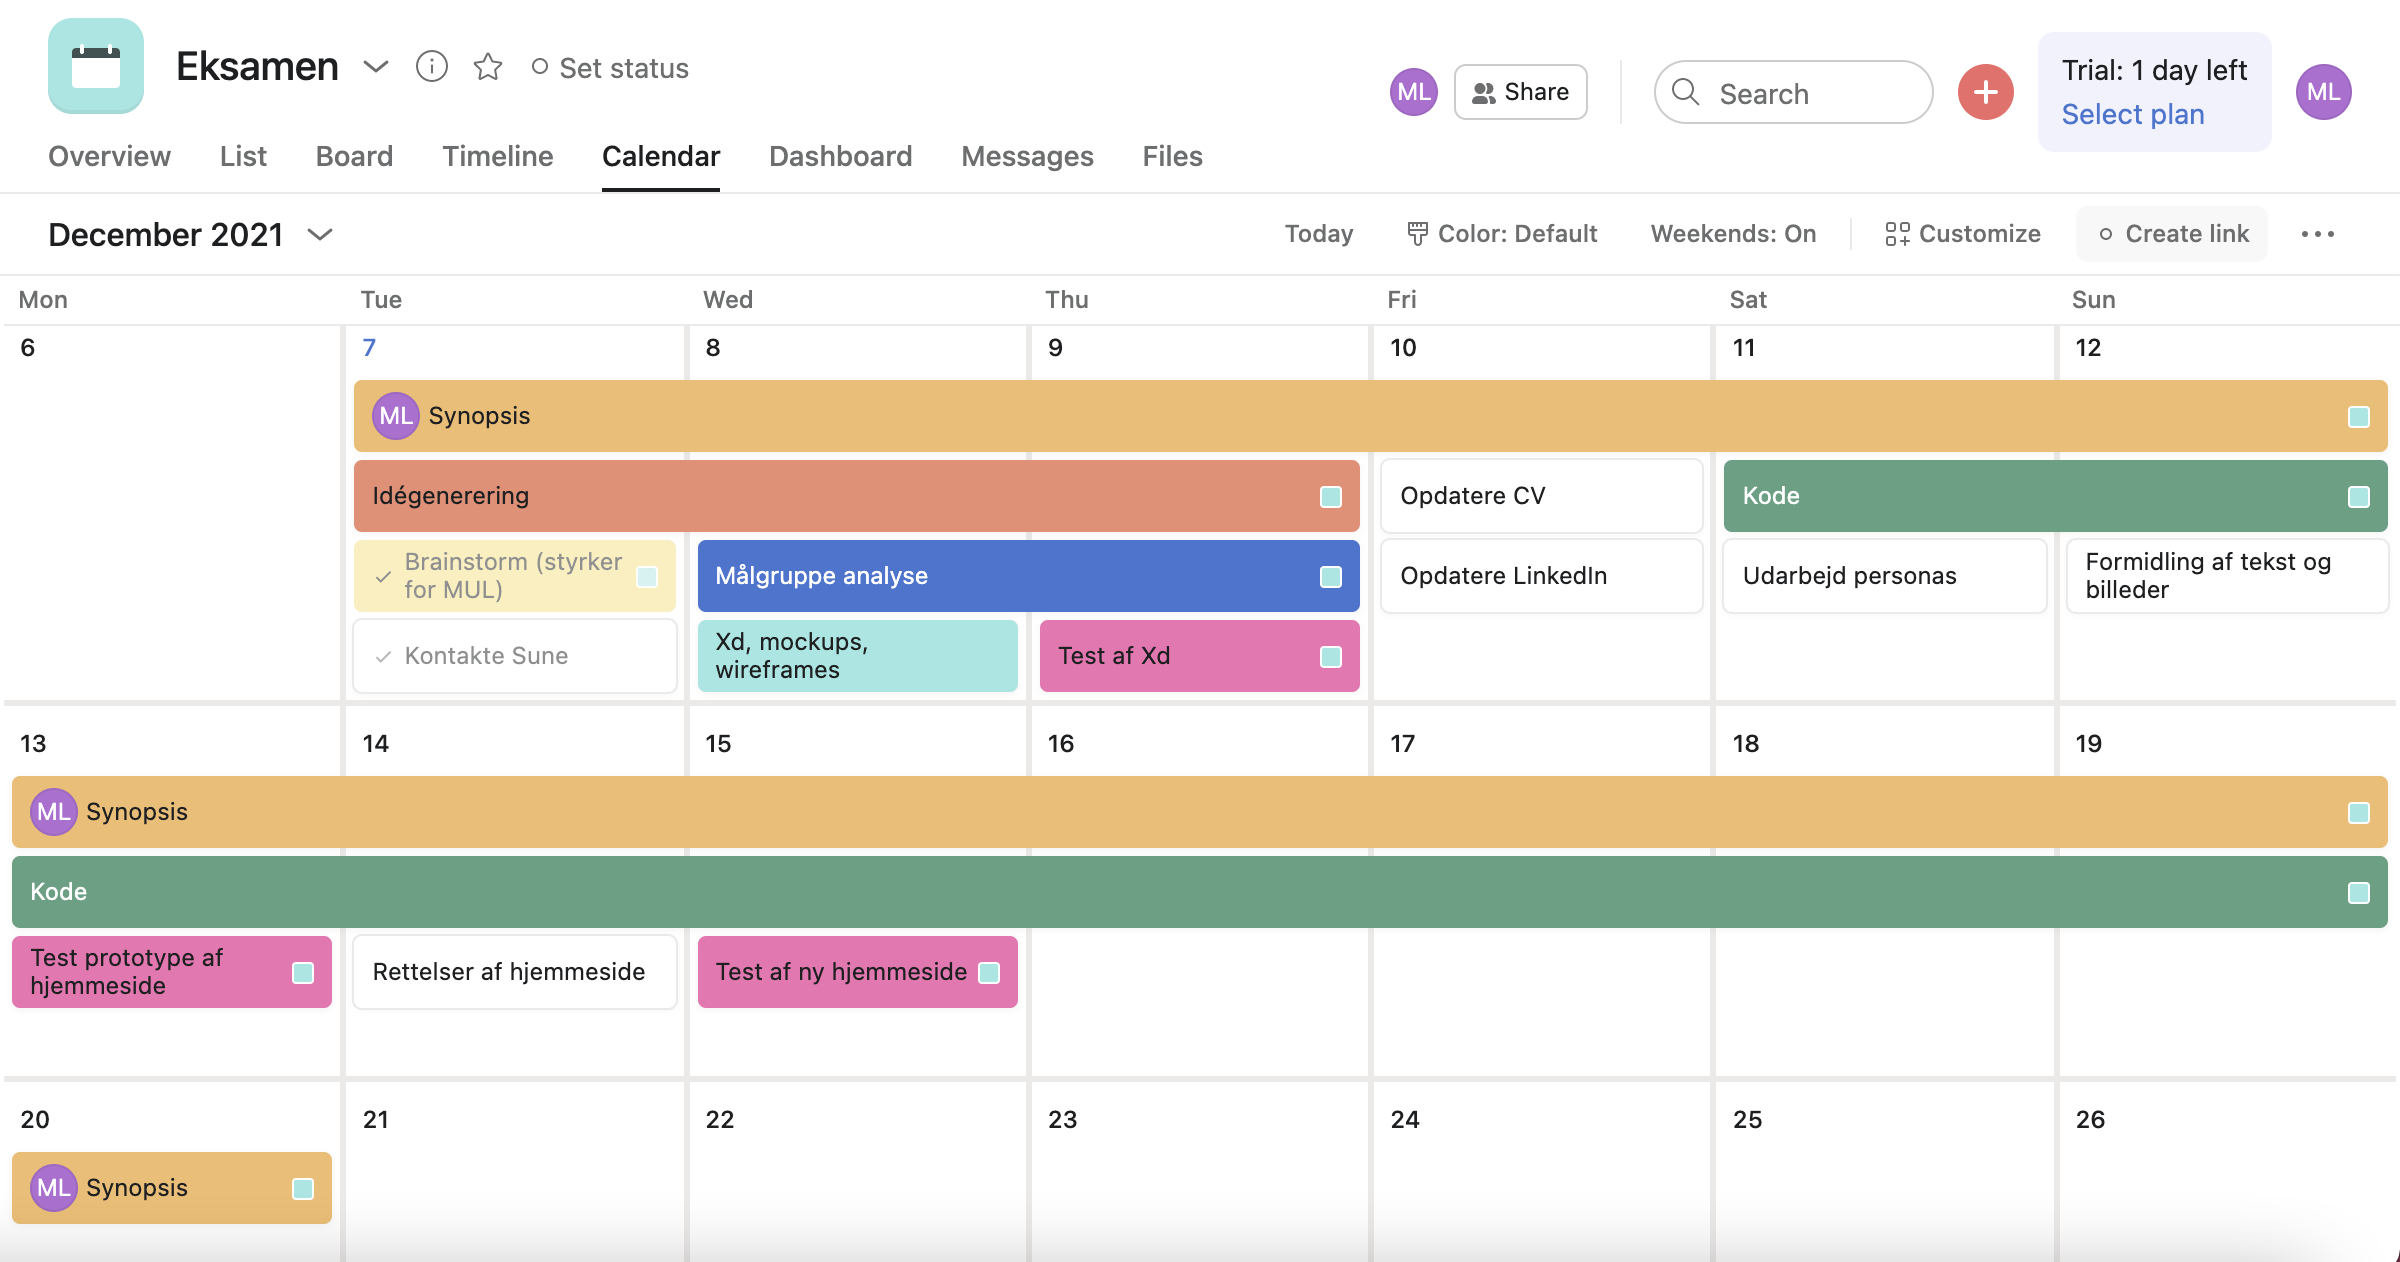 Eksamen
Set status
ML
Share
Search
Trial: 1 day left
Select plan
ML
Overview
List
Board
Timeline
Calendar
Dashboard
Messages
Files
December 2021
Today
Color: Default
Weekends: On
Customize
Create link
Mon
Tue
Wed
Thu
Fri
Sat
Sun
6
7
8
9
10
11
12
ML Synopsis
Idégenerering
Opdatere CV
Kode
Brainstorm (styrker
for MUL)
Målgruppe analyse
Opdatere LinkedIn
Udarbejd personas
Formidling af tekst og
billeder
Kontakte Sune
Xd, mockups,
wireframes
Test af Xd
13
14
15
16
17
18
19
ML Synopsis
Kode
Test prototype af
hjemmeside
Rettelser af hjemmeside
Test af ny hjemmeside
20
21
22
23
24
25
26
ML Synopsis